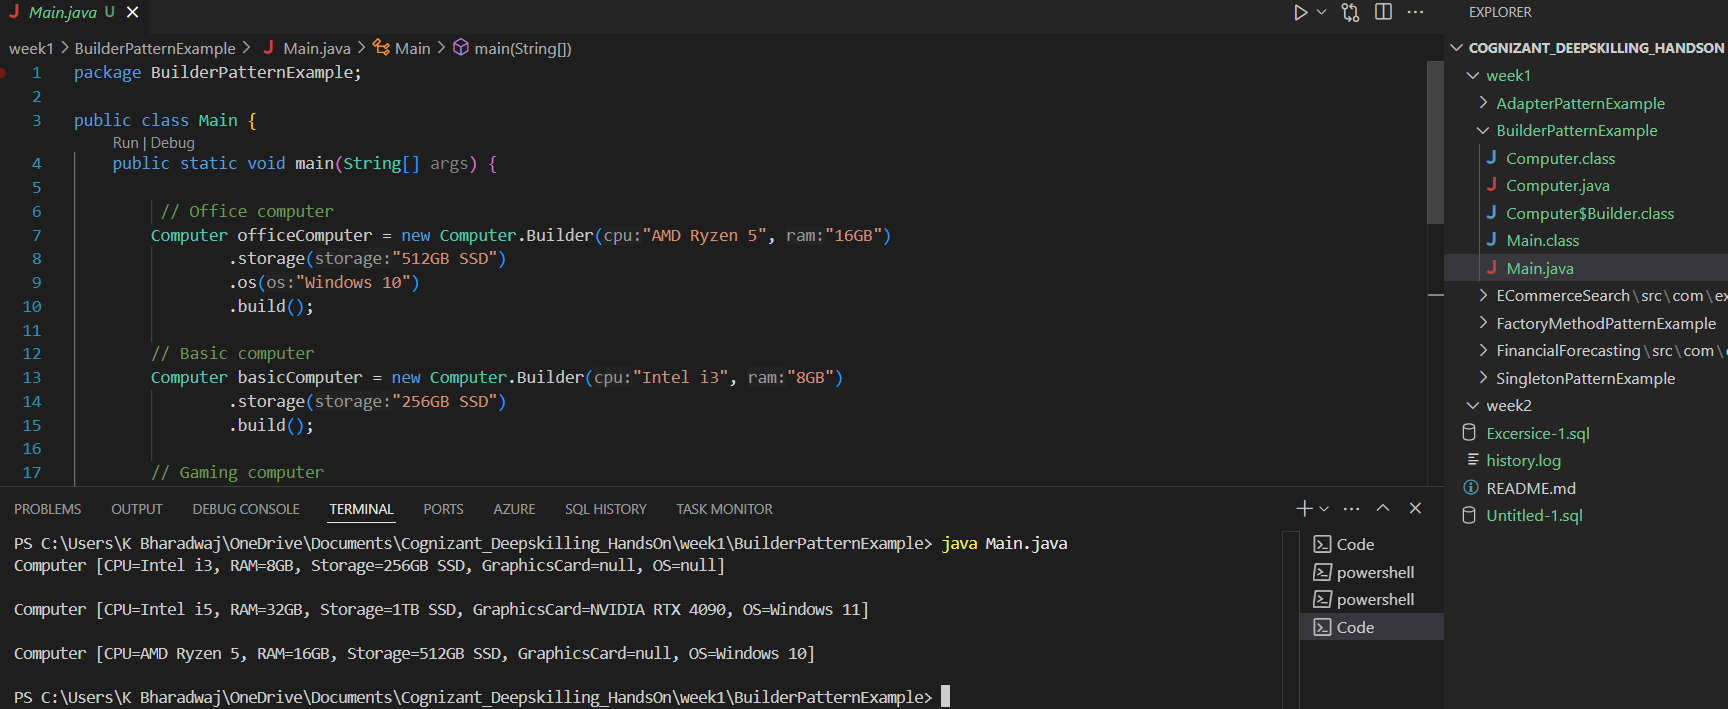 Main.java U
week1 > BuilderPatternExample > Main.java > Main > main(String[])
1 package BuilderPatternExample;
2
3 public class Main {
Run | Debug
4 public static void main(String[] args) {
5
6 // Office computer
7 Computer officeComputer = new Computer.Builder(cpu:"AMD Ryzen 5", ram:"16GB")
8 .storage(storage:"512GB SSD")
9 .os(os:"Windows 10")
10 .build();
11
12 // Basic computer
13 Computer basicComputer = new Computer.Builder(cpu:"Intel i3", ram:"8GB")
14 .storage(storage:"256GB SSD")
15 .build();
16
17 // Gaming computer
PROBLEMS OUTPUT DEBUG CONSOLE TERMINAL PORTS AZURE SQL HISTORY TASK MONITOR
PS C:\Users\K Bharadwaj\OneDrive\Documents\Cognizant_Deepskilling_HandsOn\week1\BuilderPatternExample> java Main.java
Computer [CPU=Intel i3, RAM=8GB, Storage=256GB SSD, GraphicsCard=null, OS=null]
Computer [CPU=Intel i5, RAM=32GB, Storage=1TB SSD, GraphicsCard=NVIDIA RTX 4090, OS=Windows 11]
Computer [CPU=AMD Ryzen 5, RAM=16GB, Storage=512GB SSD, GraphicsCard=null, OS=Windows 10]
PS C:\Users\K Bharadwaj\OneDrive\Documents\Cognizant_Deepskilling_HandsOn\week1\BuilderPatternExample>
Code
powershell
powershell
Code
EXPLORER
COGNIZANT_DEEPSKILLING_HANDSON
week1
AdapterPatternExample
BuilderPatternExample
Computer.class
Computer.java
Computer$Builder.class
Main.class
Main.java
ECommerceSearch\src\com\ex
FactoryMethodPatternExample
FinancialForecasting\src\com\
SingletonPatternExample
week2
Excersice-1.sql
history.log
README.md
Untitled-1.sql